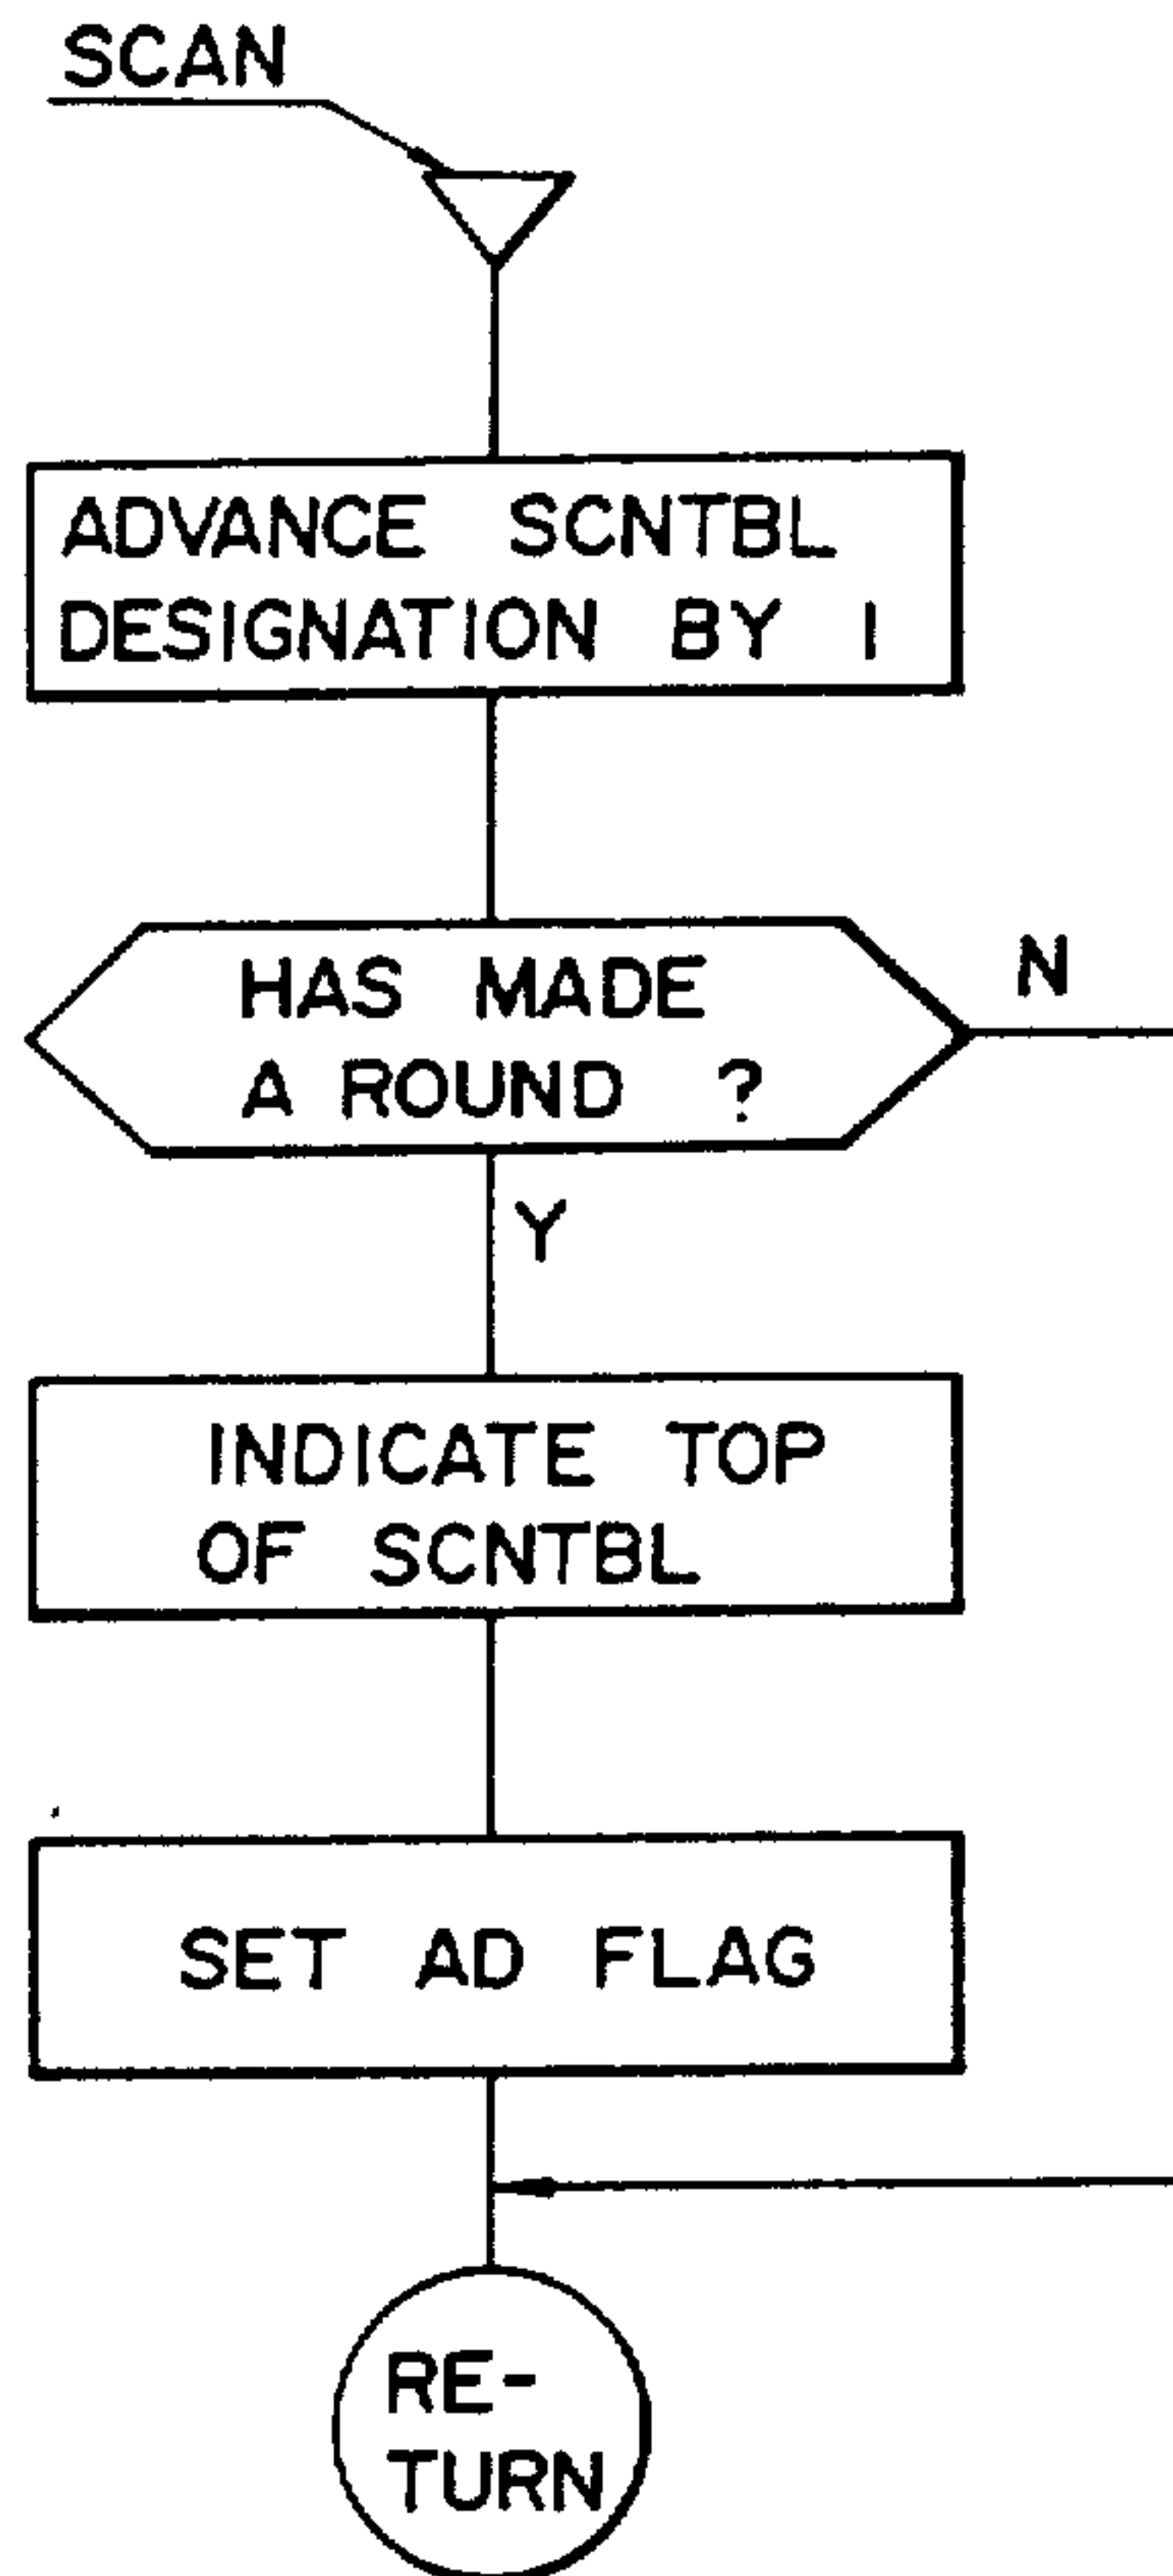 SCAN
ADVANCE SCNTBL
DESIGNATION BY 1
HAS MADE
A ROUND ?
N
Y
INDICATE TOP
OF SCNTBL
SET AD FLAG
RE-
TURN